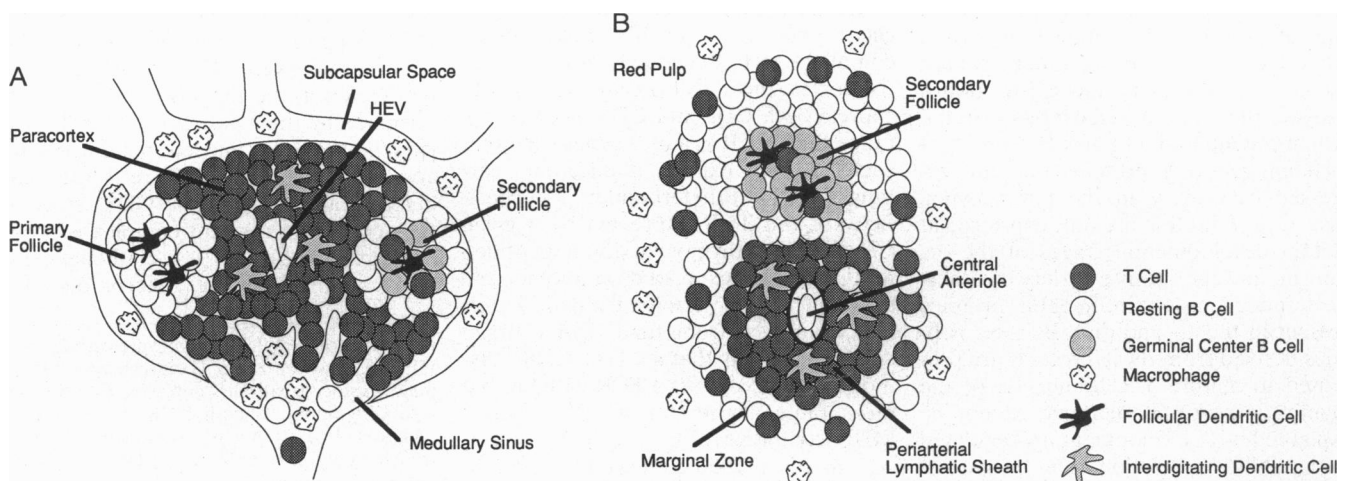 A
Subcapsular Space
HEV
Paracortex
Secondary
Follicle
Primary
Follicle
Medullary Sinus
B
Red Pulp
Secondary
Follicle
Central
Arteriole
Marginal Zone
Periarterial
Lymphatic Sheath
T Cell
Resting B Cell
Germinal Center B Cell
Macrophage
Follicular Dendritic Cell
Interdigitating Dendritic Cell